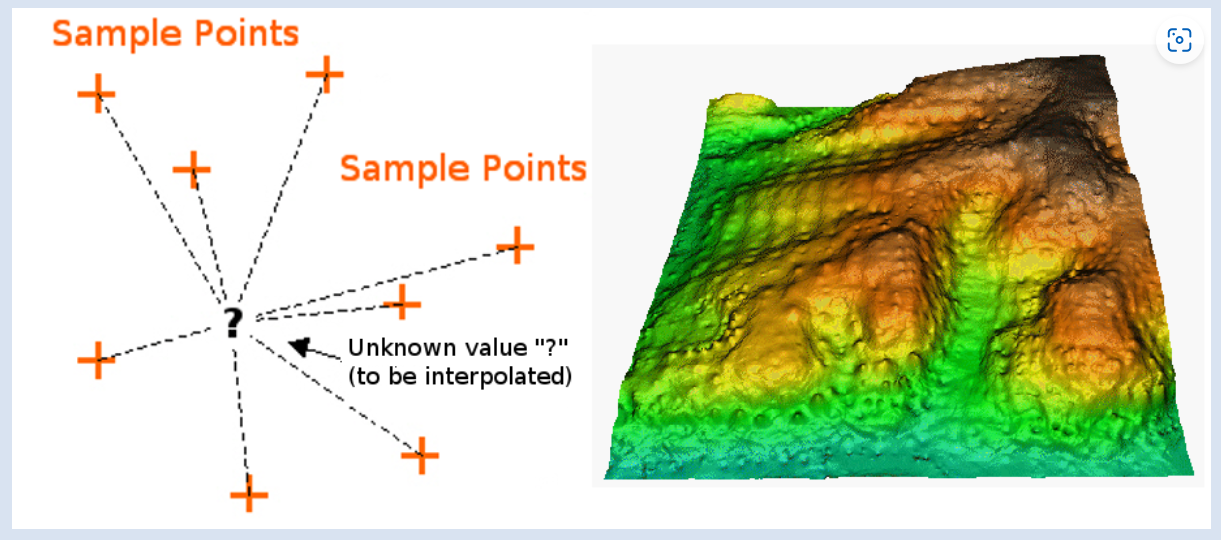 Sample Points
Sample Points
?
Unknown value "?"
(to be interpolated)